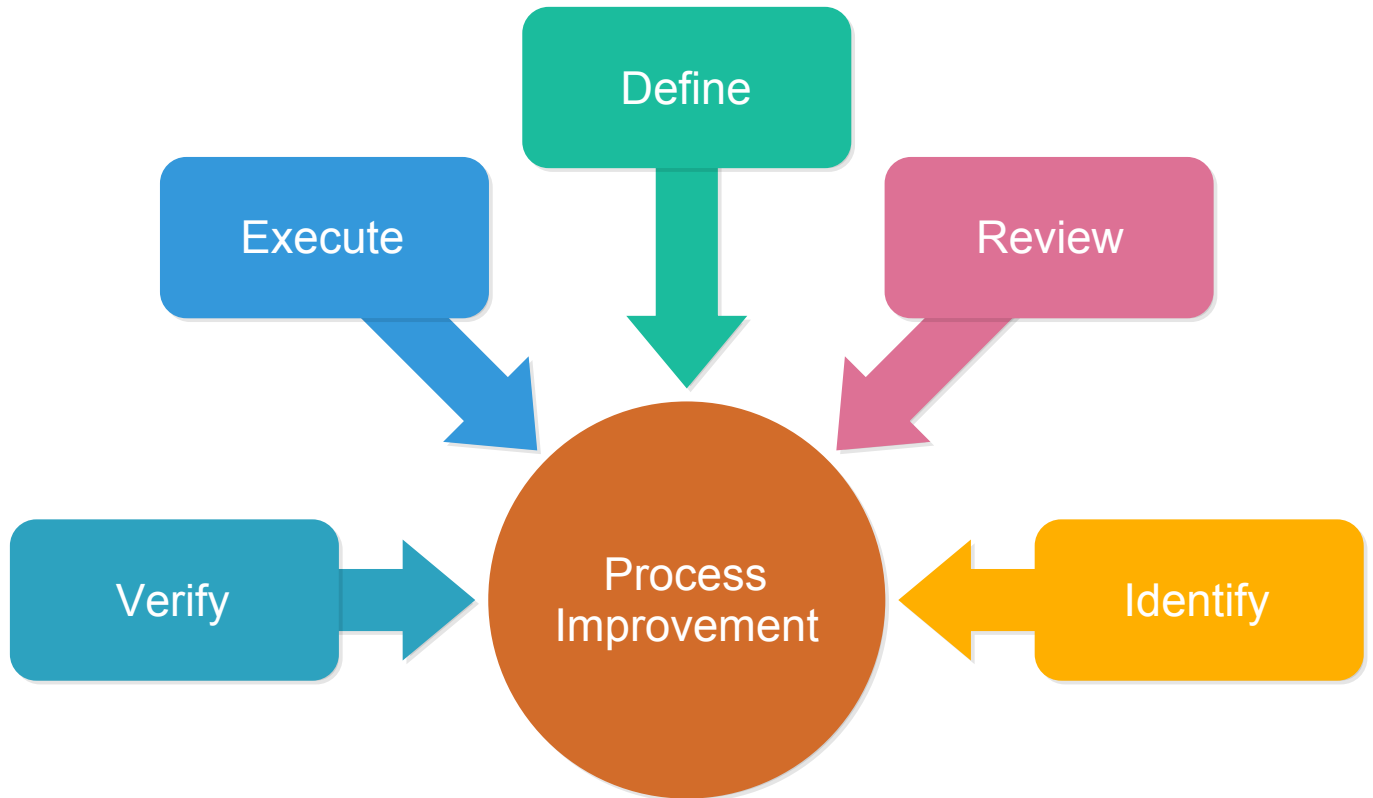 Define
Execute
Review
Verify
Process
Improvement
Identify